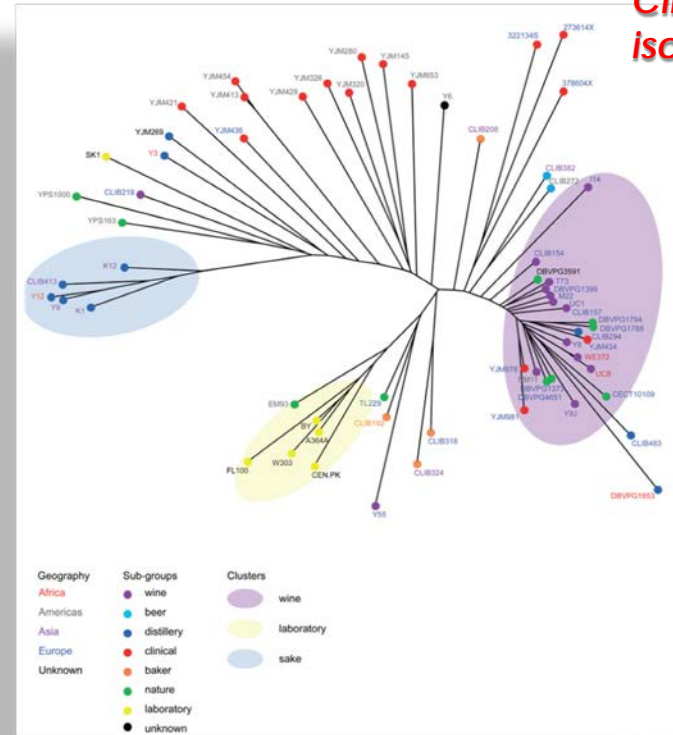 273614X
322134S
YJM280
YJM145
378604X
YJM454
YJM326
YJM653
YJM413
YJM320
YJM421
YJM428
Y6
YJM269
YJM436
CLIB208
Y3
SK1
CLIB382
CLIB272
YPS1000
CLIB219
YPS163
CLIB154
K12
DBVPG3591
CLIB413
T73
DBVPG1399
M22
Y12
Y9
K1
UC1
CLIB157
DBVPG1794
DBVPG1788
CLIB294
YJM434
Y8
WE372
YJM978
UC8
DBVPG1373
DBVPG4651
EM93
TL229
CECT10109
YJM981
Y92
BY
CLIB192
A364A
CLIB318
CLIB483
W303
FL100
CEN.PK
CLIB324
DBVPG1853
Y55
Geography Sub-groups Clusters
Africa wine wine
Americas beer
Asia distillery laboratory
Europe clinical
Unknown baker sake
nature
laboratory
unknown